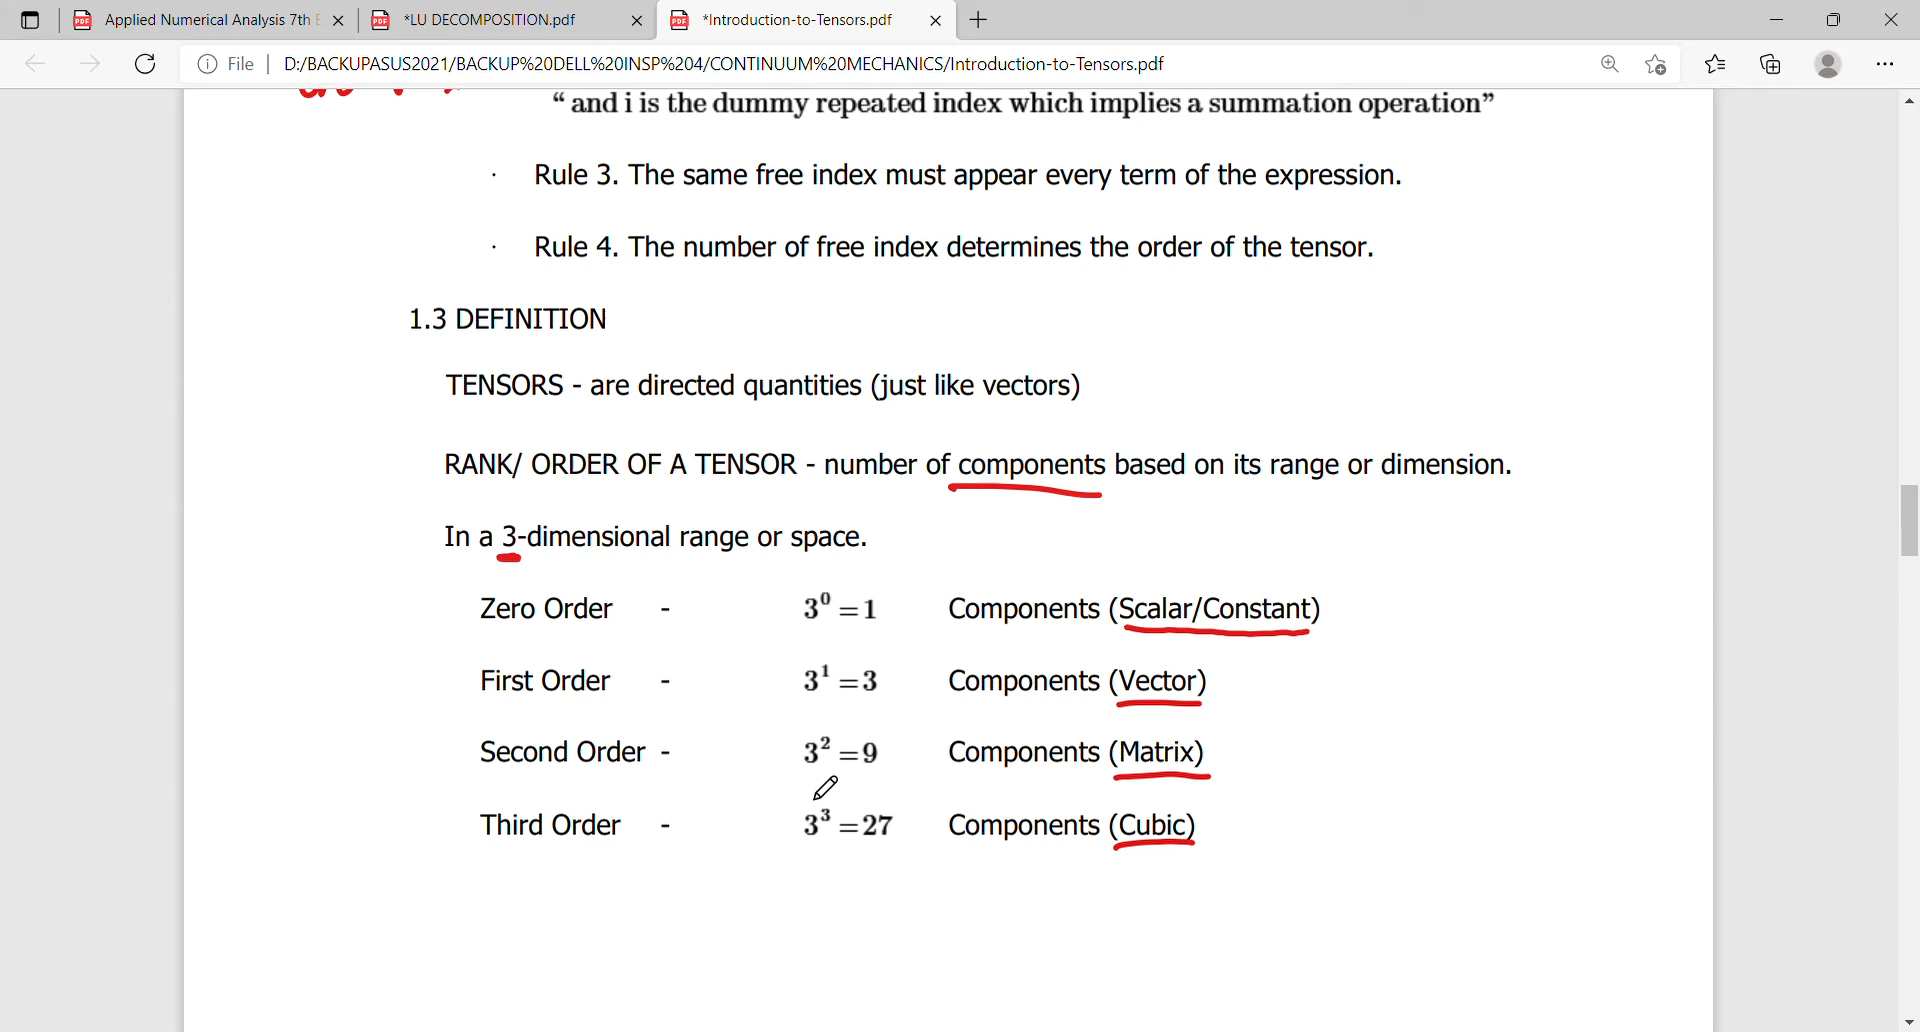 Applied Numerical Analysis 7th E
*LU DECOMPOSITION.pdf
*Introduction-to-Tensors.pdf
File | D:/BACKUPASUS2021/BACKUP%20DELL%20INSP%204/CONTINUUM%20MECHANICS/Introduction-to-Tensors.pdf
“ and i is the dummy repeated index which implies a summation operation”
· Rule 3. The same free index must appear every term of the expression.
· Rule 4. The number of free index determines the order of the tensor.
1.3 DEFINITION
TENSORS - are directed quantities (just like vectors)
RANK/ ORDER OF A TENSOR - number of components based on its range or dimension.
In a 3-dimensional range or space.
Zero Order - 3⁰ = 1 Components (Scalar/Constant)
First Order - 3¹ = 3 Components (Vector)
Second Order - 3² = 9 Components (Matrix)
Third Order - 3³ = 27 Components (Cubic)